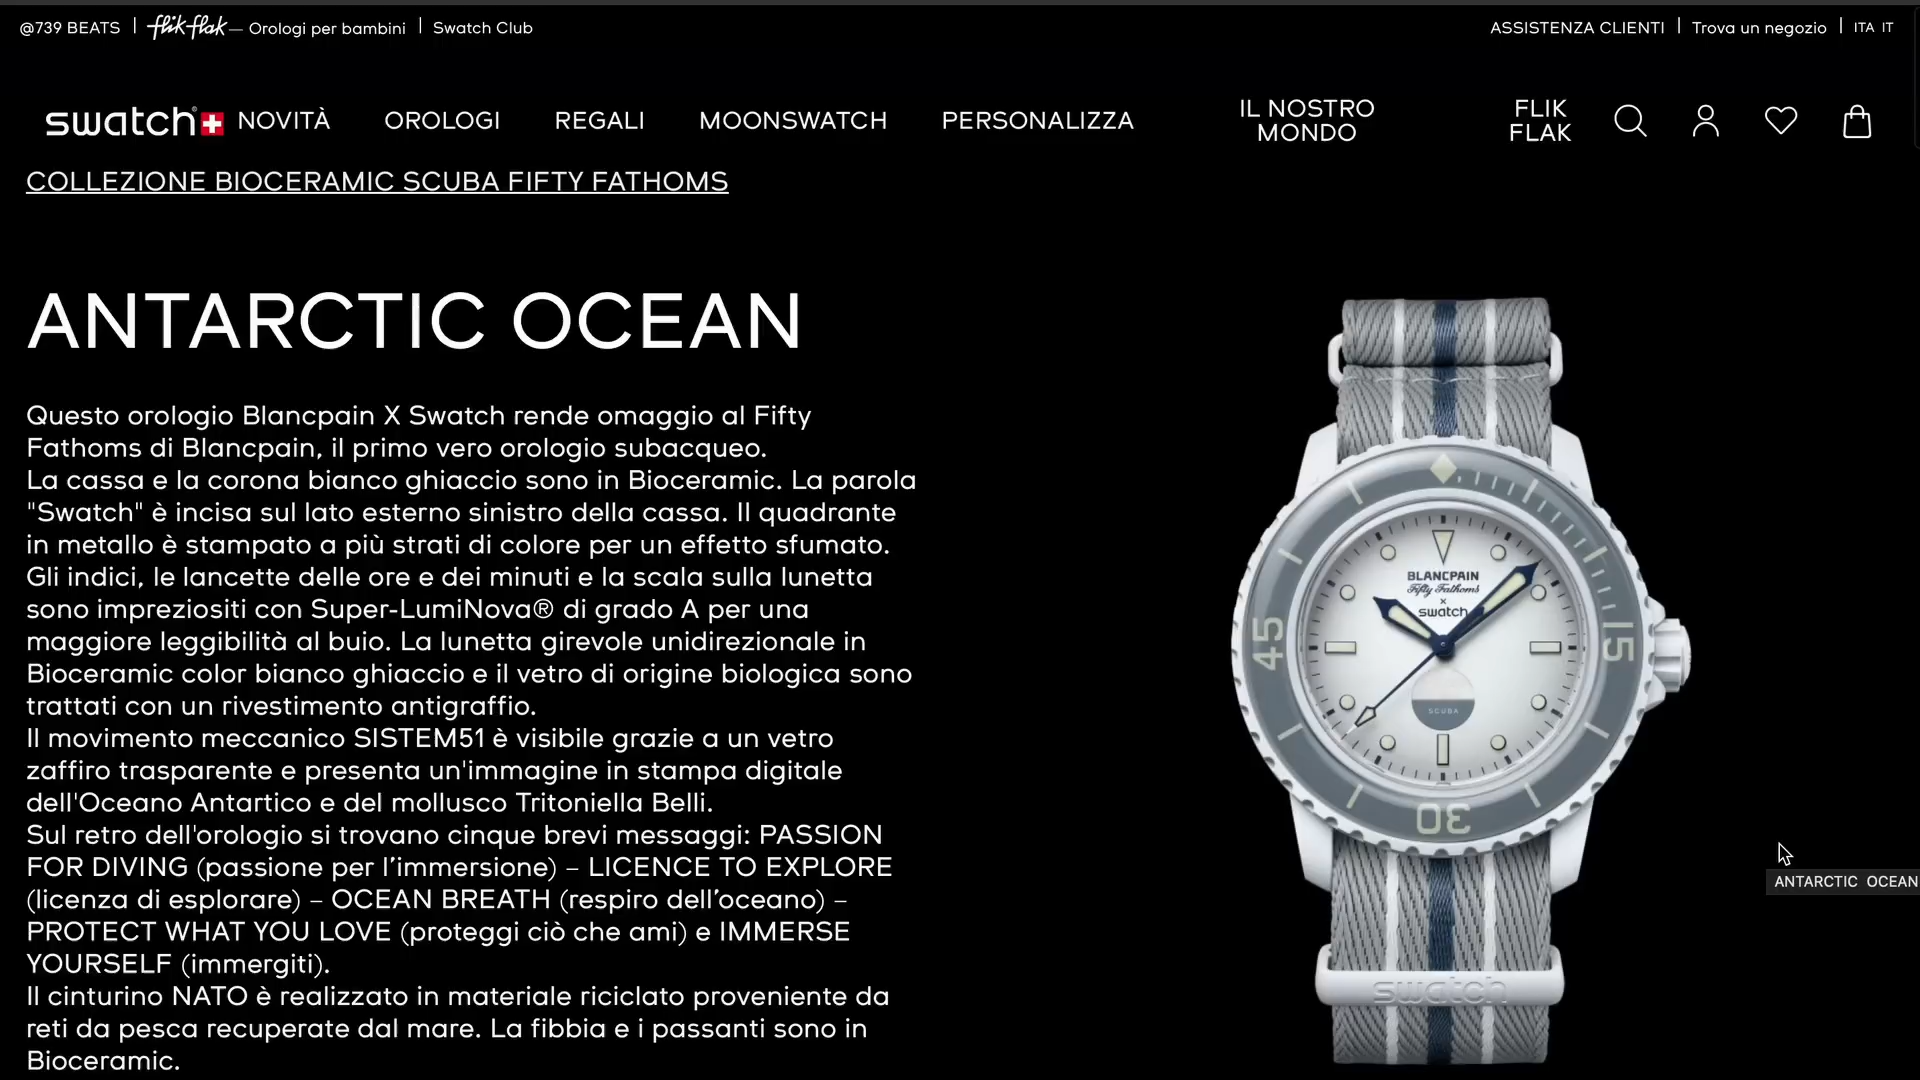 @739 BEATS
flik flak — Orologi per bambini
Swatch Club
ASSISTENZA CLIENTI
Trova un negozio
ITA IT
swatch
NOVITÀ
OROLOGI
REGALI
MOONSWATCH
PERSONALIZZA
IL NOSTRO
MONDO
FLIK
FLAK
COLLEZIONE BIOCERAMIC SCUBA FIFTY FATHOMS
ANTARCTIC OCEAN
Questo orologio Blancpain X Swatch rende omaggio al Fifty
Fathoms di Blancpain, il primo vero orologio subacqueo.
La cassa e la corona bianco ghiaccio sono in Bioceramic. La parola
"Swatch" è incisa sul lato esterno sinistro della cassa. Il quadrante
in metallo è stampato a più strati di colore per un effetto sfumato.
Gli indici, le lancette delle ore e dei minuti e la scala sulla lunetta
sono impreziositi con Super-LumiNova® di grado A per una
maggiore leggibilità al buio. La lunetta girevole unidirezionale in
Bioceramic color bianco ghiaccio e il vetro di origine biologica sono
trattati con un rivestimento antigraffio.
Il movimento meccanico SISTEM51 è visibile grazie a un vetro
zaffiro trasparente e presenta un'immagine in stampa digitale
dell'Oceano Antartico e del mollusco Tritoniella Belli.
Sul retro dell'orologio si trovano cinque brevi messaggi: PASSION
FOR DIVING (passione per l’immersione) – LICENCE TO EXPLORE
(licenza di esplorare) – OCEAN BREATH (respiro dell’oceano) –
PROTECT WHAT YOU LOVE (proteggi ciò che ami) e IMMERSE
YOURSELF (immergiti).
Il cinturino NATO è realizzato in materiale riciclato proveniente da
reti da pesca recuperate dal mare. La fibbia e i passanti sono in
Bioceramic.
BLANCPAIN
Fifty Fathoms
x
swatch
SCUBA
45
15
30
swatch
ANTARCTIC OCEAN